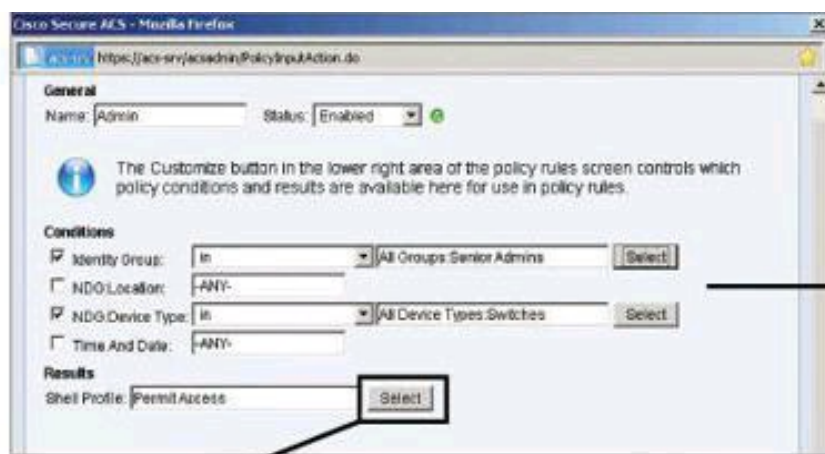 Cisco Secure ACS - Mozilla Firefox
acs-srv https://acs-srv/acsadmin/PolicyInputAction.do
General
Name: Admin Status: Enabled
The Customize button in the lower right area of the policy rules screen controls which
policy conditions and results are available here for use in policy rules.
Conditions
Identity Group: in All Groups:Senior Admins Select
NDG:Location: -ANY-
NDG:Device Type: in All Device Types:Switches Select
Time And Date: -ANY-
Results
Shell Profile: Permit Access Select